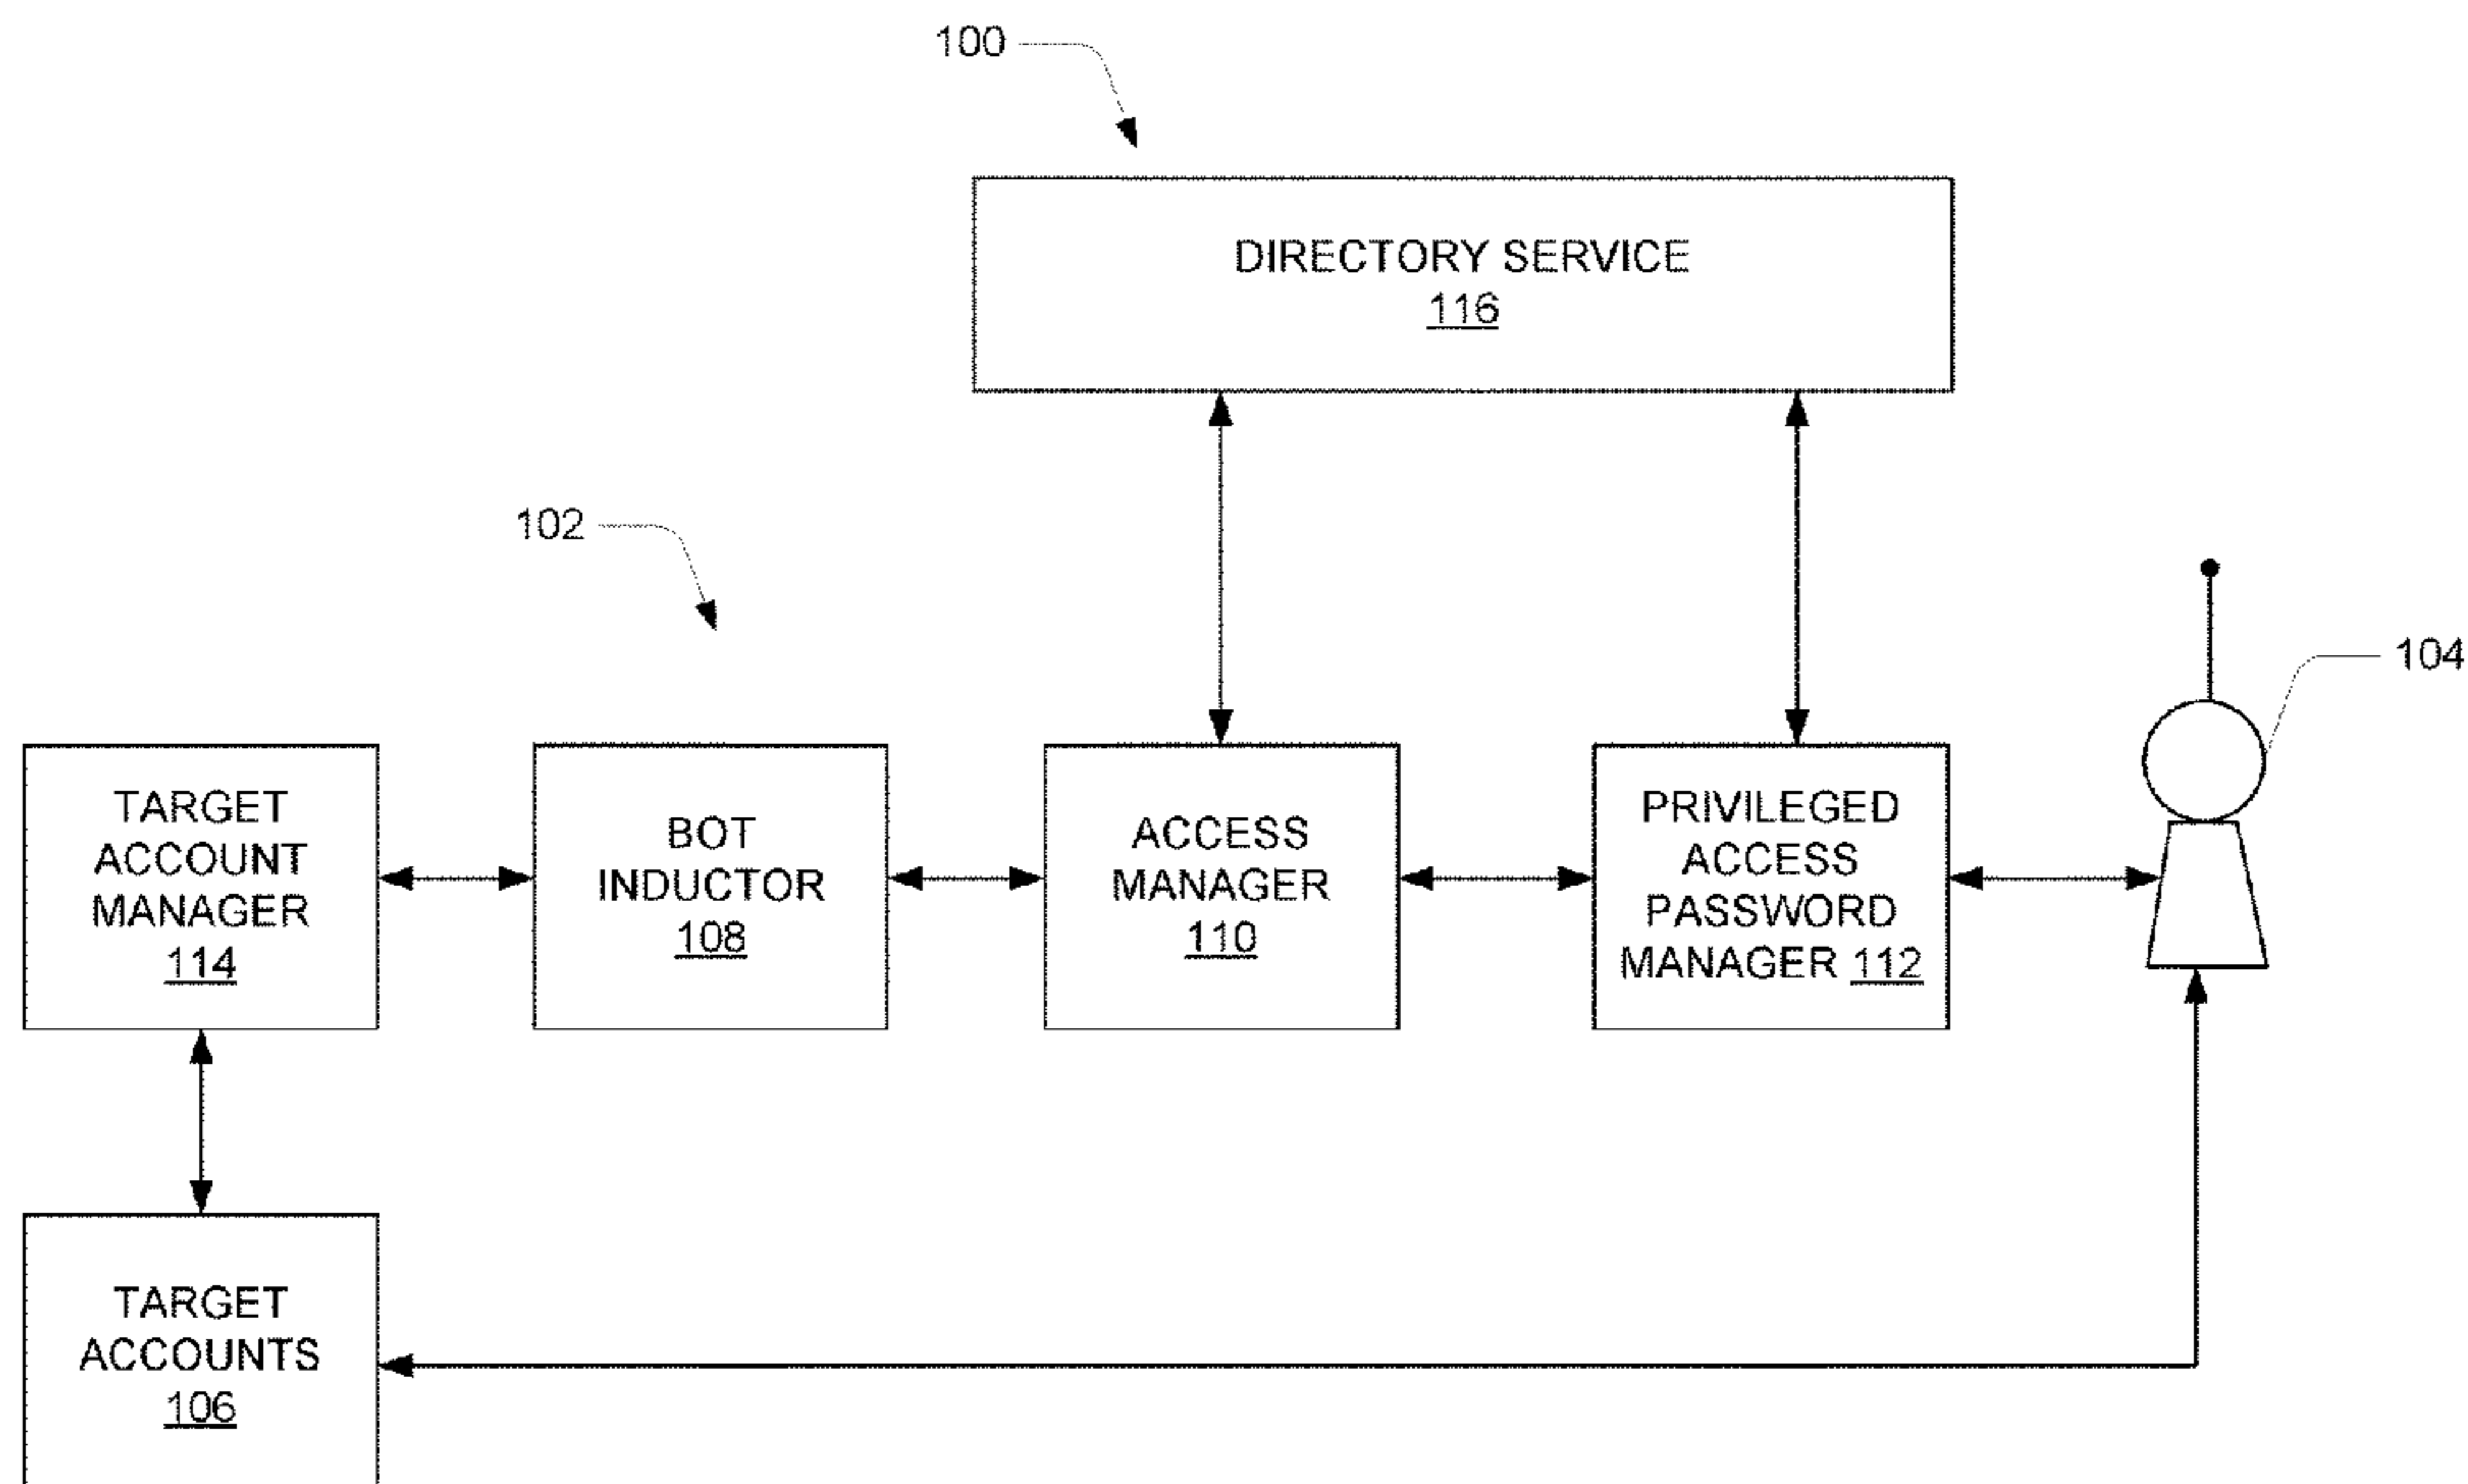 100
DIRECTORY SERVICE
116
102
104
TARGET
ACCOUNT
MANAGER
114
BOT
INDUCTOR
108
ACCESS
MANAGER
110
PRIVILEGED
ACCESS
PASSWORD
MANAGER 112
TARGET
ACCOUNTS
106